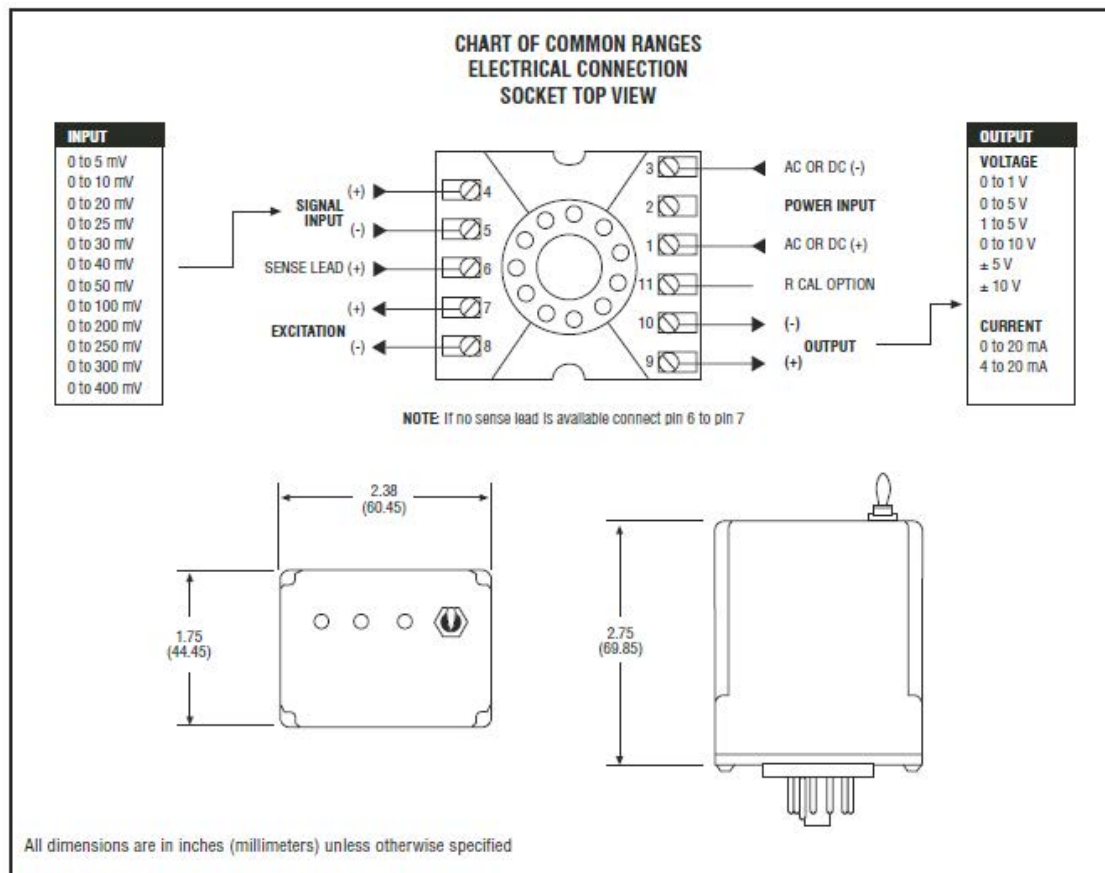 CHART OF COMMON RANGES
ELECTRICAL CONNECTION
SOCKET TOP VIEW
INPUT
0 to 5 mV
0 to 10 mV
0 to 20 mV
0 to 25 mV
0 to 30 mV
0 to 40 mV
0 to 50 mV
0 to 100 mV
0 to 200 mV
0 to 250 mV
0 to 300 mV
0 to 400 mV
SIGNAL
INPUT
(+)
(-)
SENSE LEAD (+)
(+)
EXCITATION
(-)
4
5
6
7
8
3
2
1
11
10
9
AC OR DC (-)
POWER INPUT
AC OR DC (+)
R CAL OPTION
(-)
OUTPUT
(+)
OUTPUT
VOLTAGE
0 to 1 V
0 to 5 V
1 to 5 V
0 to 10 V
± 5 V
± 10 V
CURRENT
0 to 20 mA
4 to 20 mA
NOTE: If no sense lead is available connect pin 6 to pin 7
2.38
(60.45)
1.75
(44.45)
2.75
(69.85)
All dimensions are in inches (millimeters) unless otherwise specified